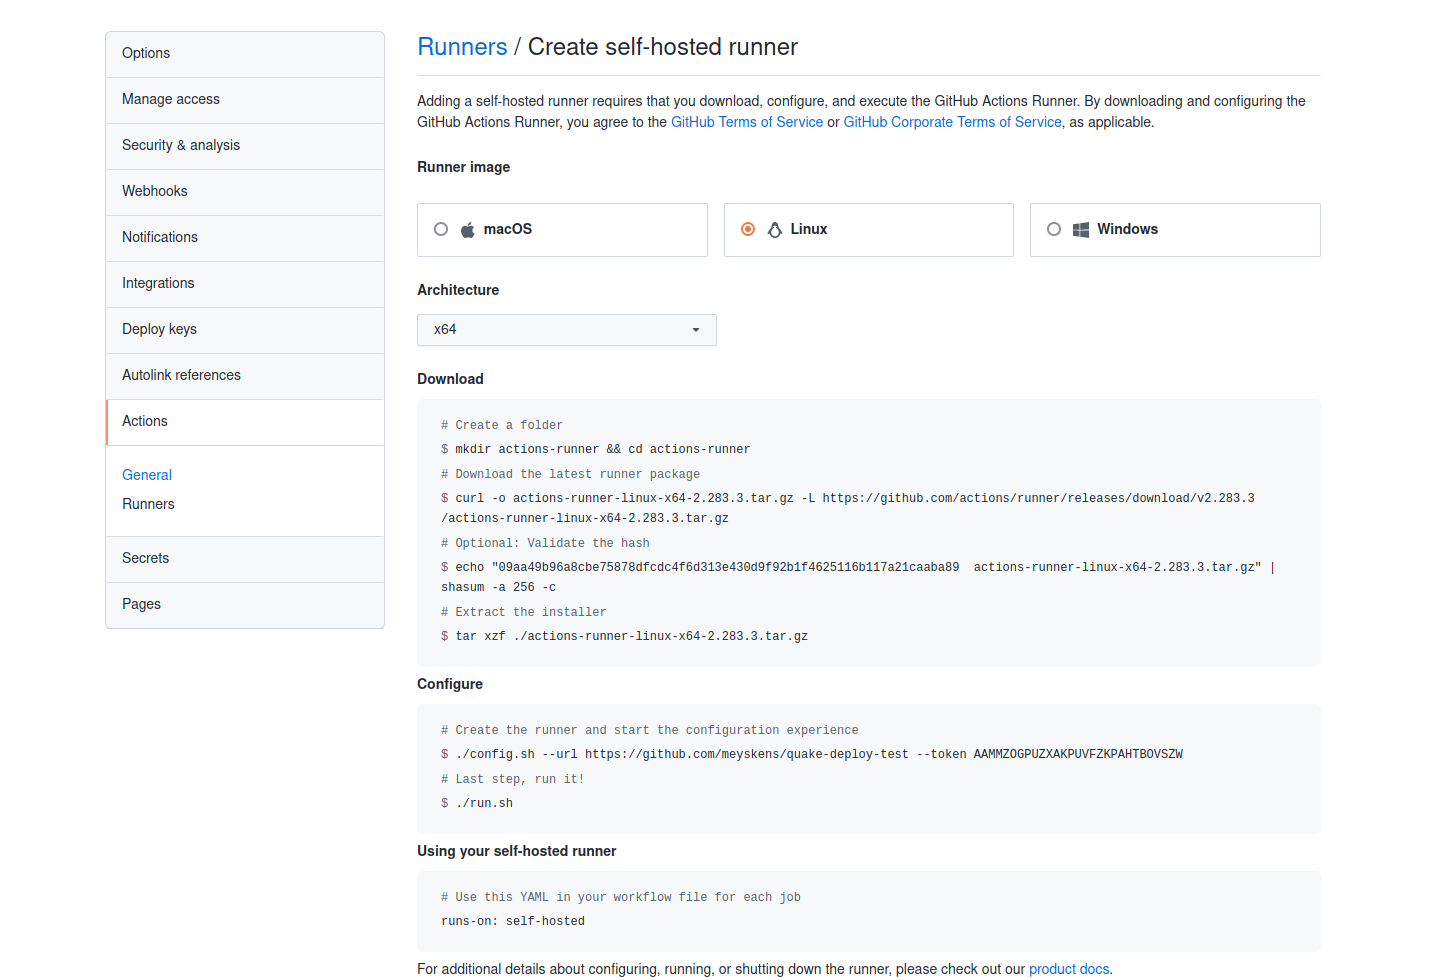 Options
Manage access
Security & analysis
Webhooks
Notifications
Integrations
Deploy keys
Autolink references
Actions
General
Runners
Secrets
Pages
Runners / Create self-hosted runner
Adding a self-hosted runner requires that you download, configure, and execute the GitHub Actions Runner. By downloading and configuring the
GitHub Actions Runner, you agree to the GitHub Terms of Service or GitHub Corporate Terms of Service, as applicable.
Runner image
macOS
Linux
Windows
Architecture
x64
Download
# Create a folder
$ mkdir actions-runner && cd actions-runner
# Download the latest runner package
$ curl -o actions-runner-linux-x64-2.283.3.tar.gz -L https://github.com/actions/runner/releases/download/v2.283.3
/actions-runner-linux-x64-2.283.3.tar.gz
# Optional: Validate the hash
$ echo "09aa49b96a8cbe75878dfcdc4f6d313e430d9f92b1f4625116b117a21caaba89  actions-runner-linux-x64-2.283.3.tar.gz" |
shasum -a 256 -c
# Extract the installer
$ tar xzf ./actions-runner-linux-x64-2.283.3.tar.gz
Configure
# Create the runner and start the configuration experience
$ ./config.sh --url https://github.com/meyskens/quake-deploy-test --token AAMMZOGPUZXAKPUVFZKPAHTBOVSZW
# Last step, run it!
$ ./run.sh
Using your self-hosted runner
# Use this YAML in your workflow file for each job
runs-on: self-hosted
For additional details about configuring, running, or shutting down the runner, please check out our product docs.